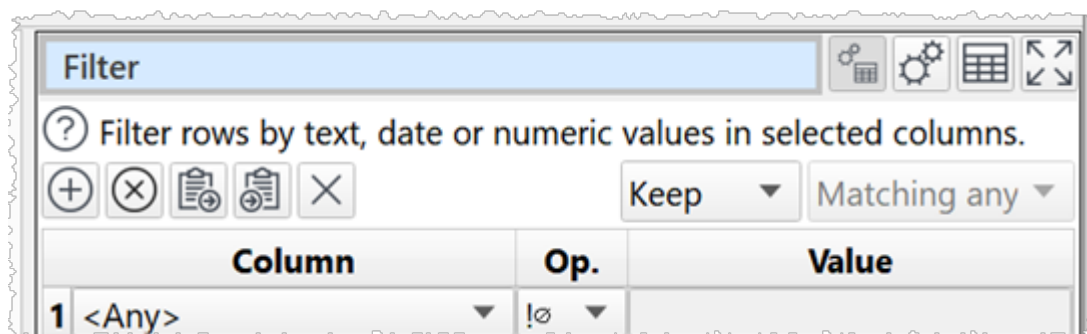 Filter
Filter rows by text, date or numeric values in selected columns.
Keep Matching any
Column Op. Value
1 <Any> !∅